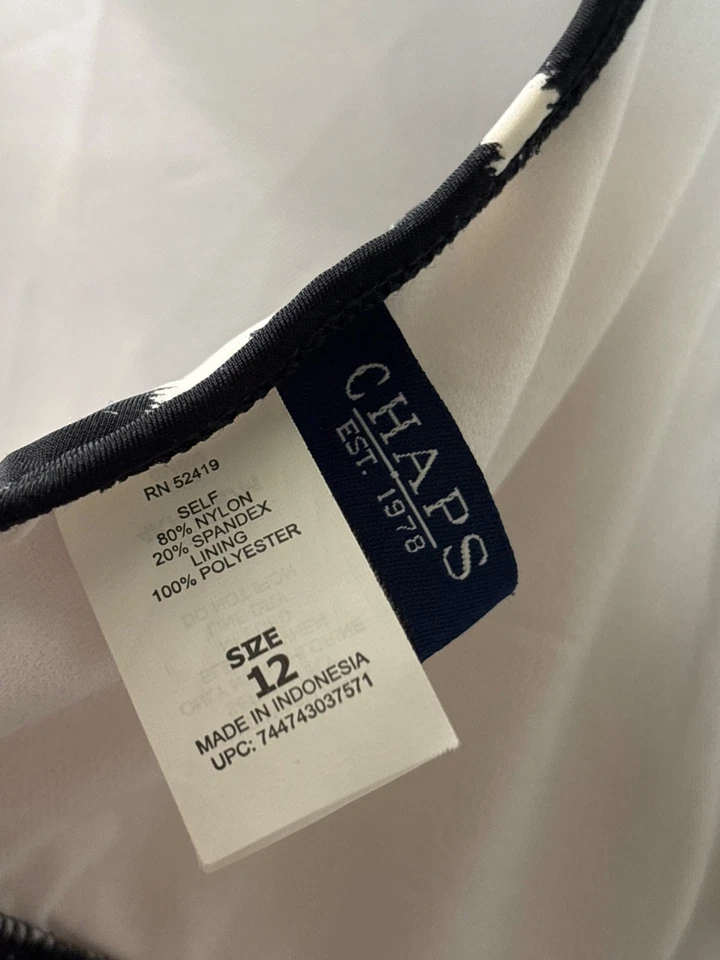 CHAPS
EST. 1978
RN 52419
SELF
80% NYLON
20% SPANDEX
LINING
100% POLYESTER
SIZE
12
MADE IN INDONESIA
UPC: 744743037571